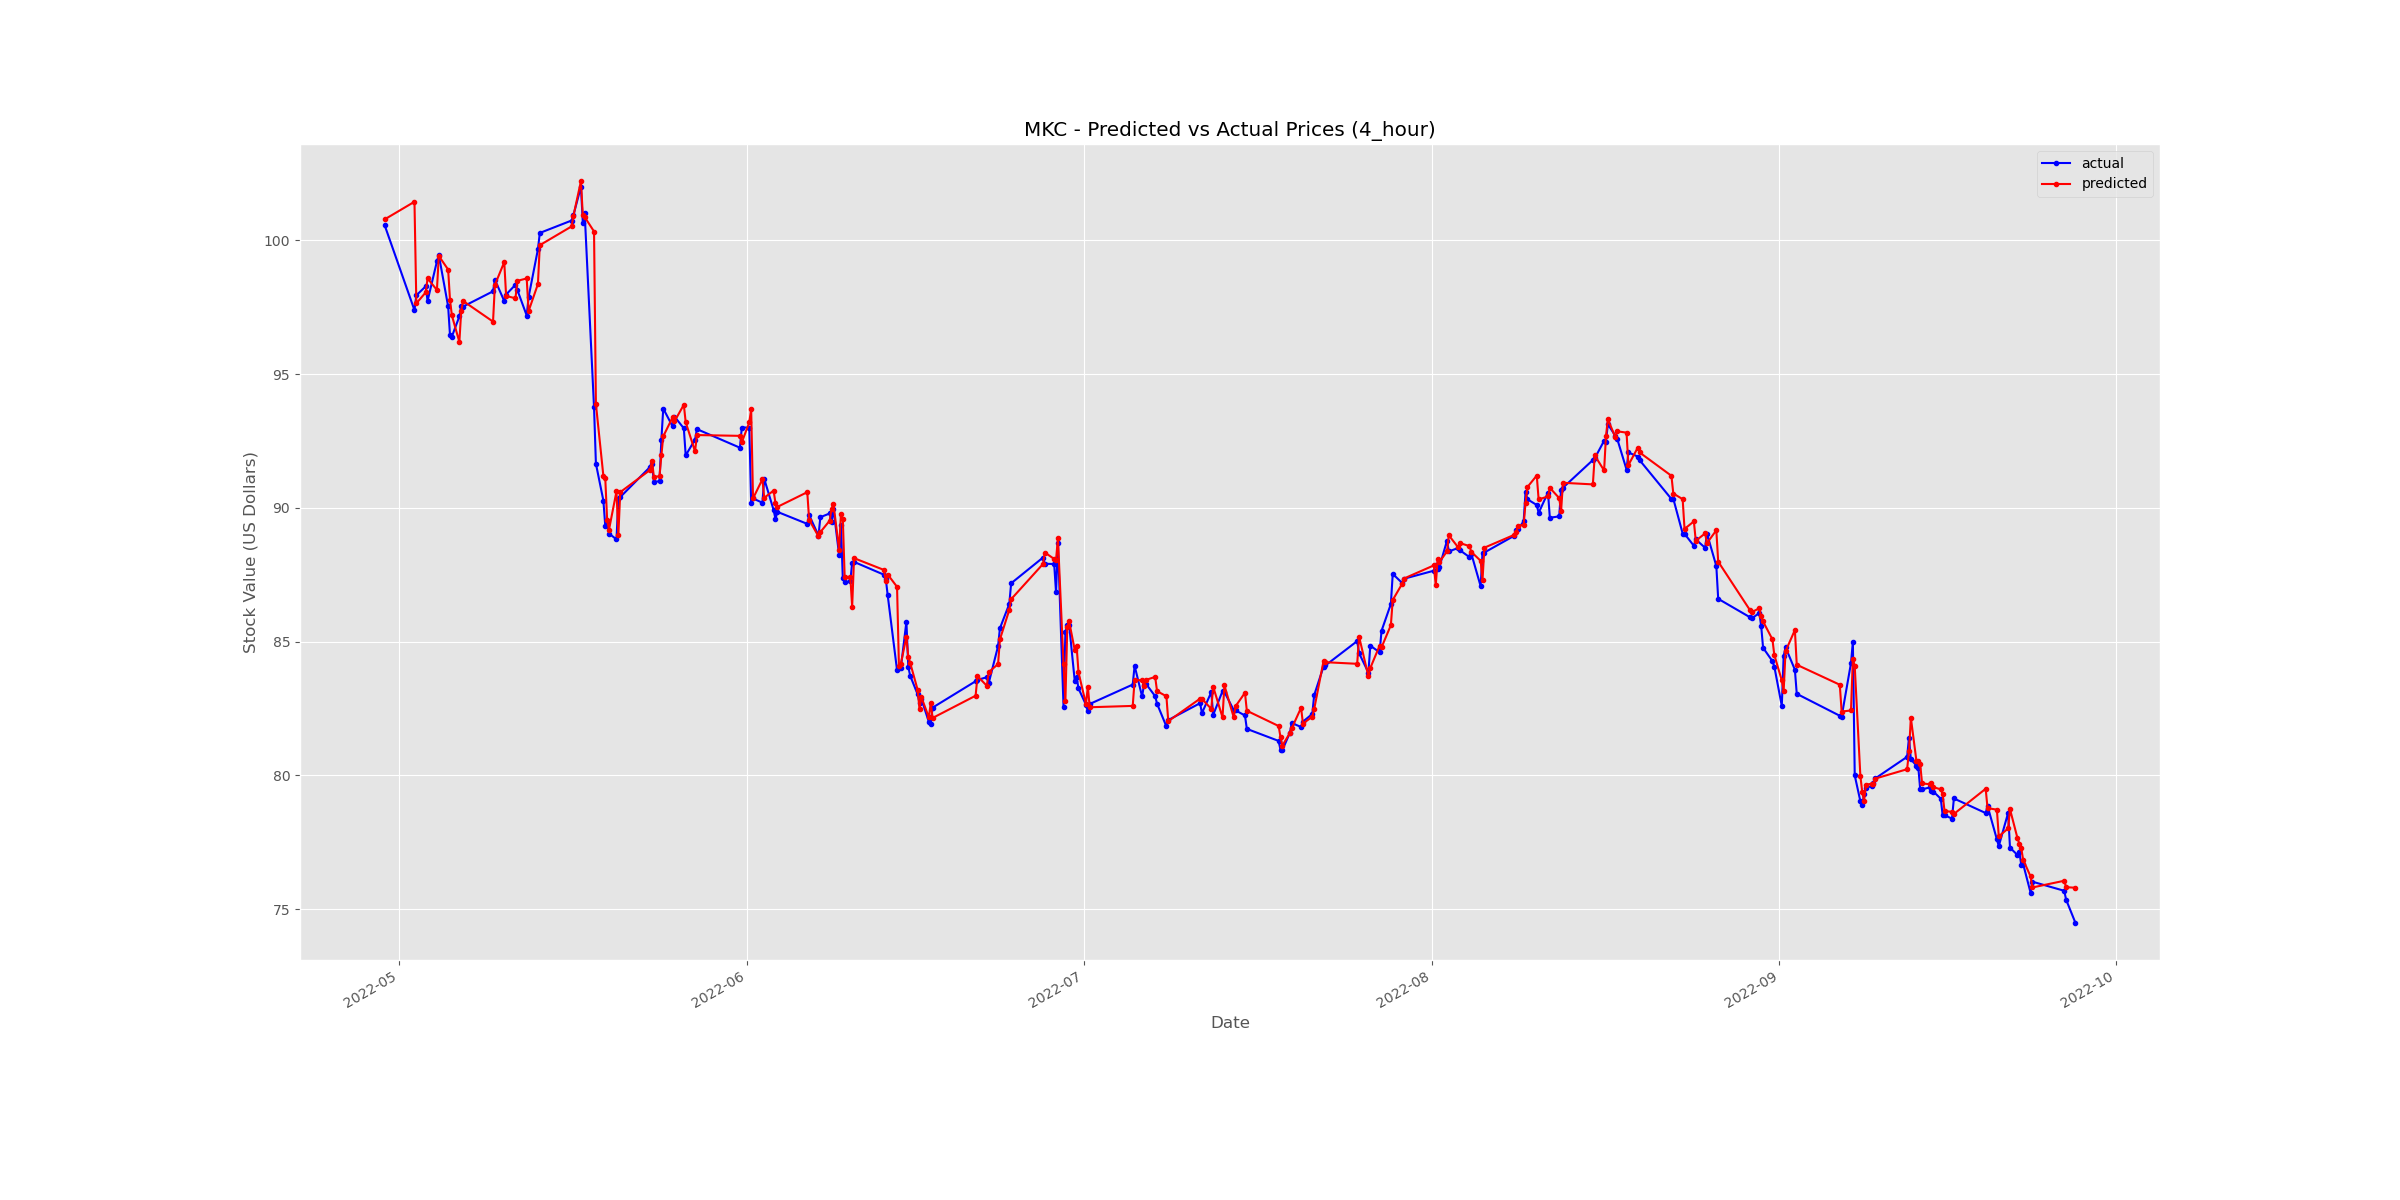 MKC - Predicted vs Actual Prices (4_hour)
actual
predicted
100
95
90
85
80
75
Stock Value (US Dollars)
2022-05
2022-06
2022-07
2022-08
2022-09
2022-10
Date